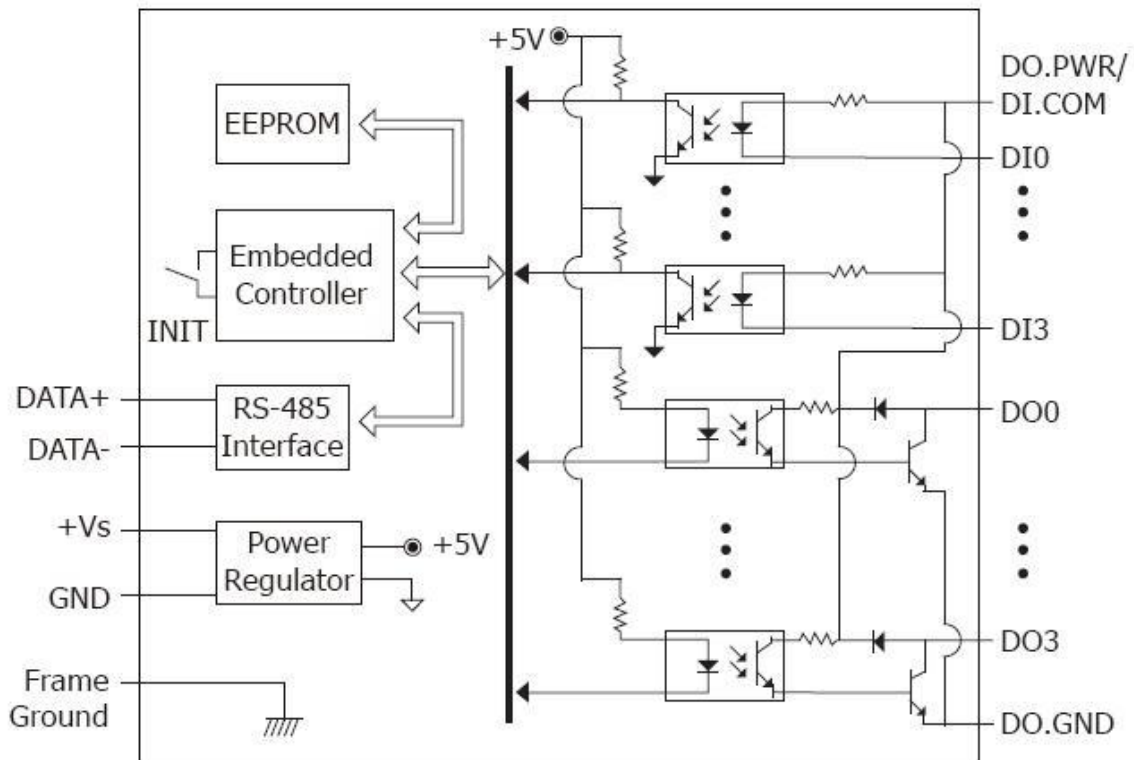 +5V
DO.PWR/
DI.COM
EEPROM
DI0
Embedded
Controller
INIT
DI3
DATA+
RS-485
DO0
DATA-
Interface
+Vs
Power
+5V
Regulator
GND
DO3
Frame
Ground
DO.GND